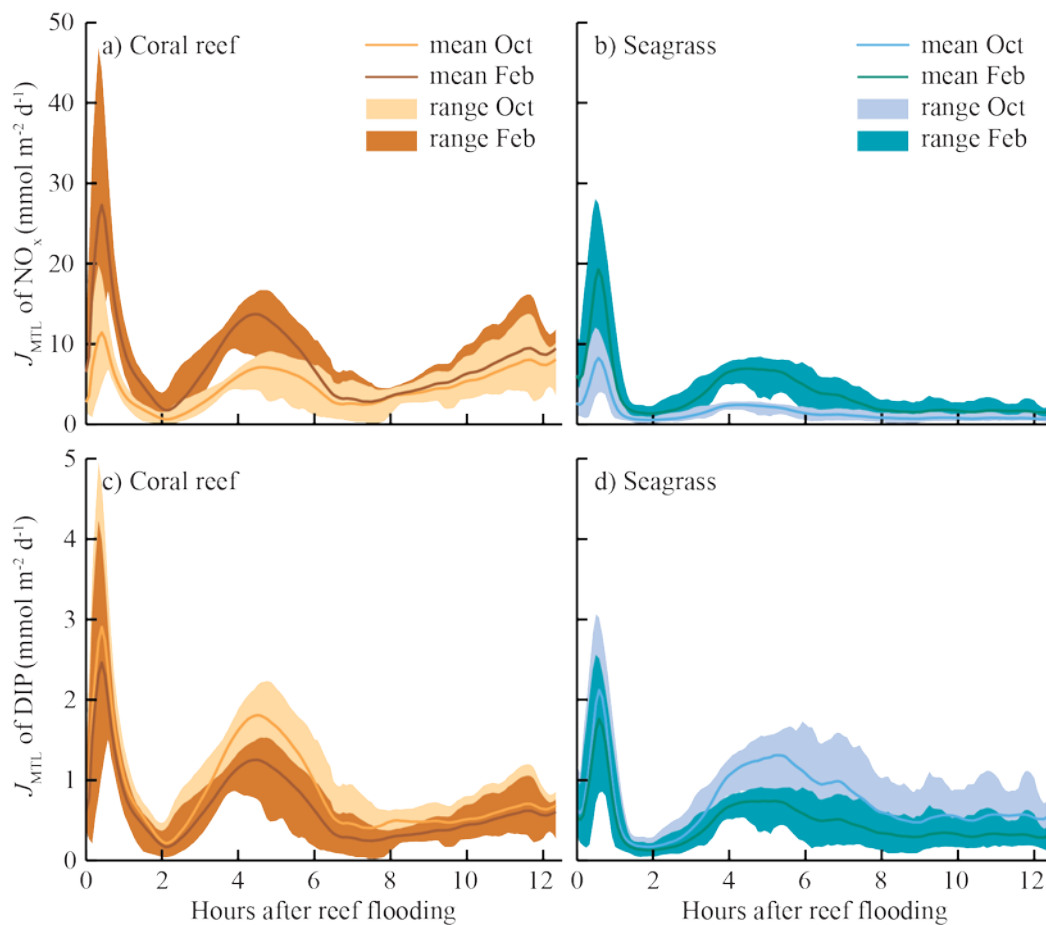 a) Coral reef
mean Oct
mean Feb
range Oct
range Feb
b) Seagrass
mean Oct
mean Feb
range Oct
range Feb
J_MTL of NO_x (mmol m⁻² d⁻¹)
50
40
30
20
10
0
c) Coral reef
d) Seagrass
J_MTL of DIP (mmol m⁻² d⁻¹)
5
4
3
2
1
0
0 2 4 6 8 10 12
0 2 4 6 8 10 12
Hours after reef flooding
Hours after reef flooding